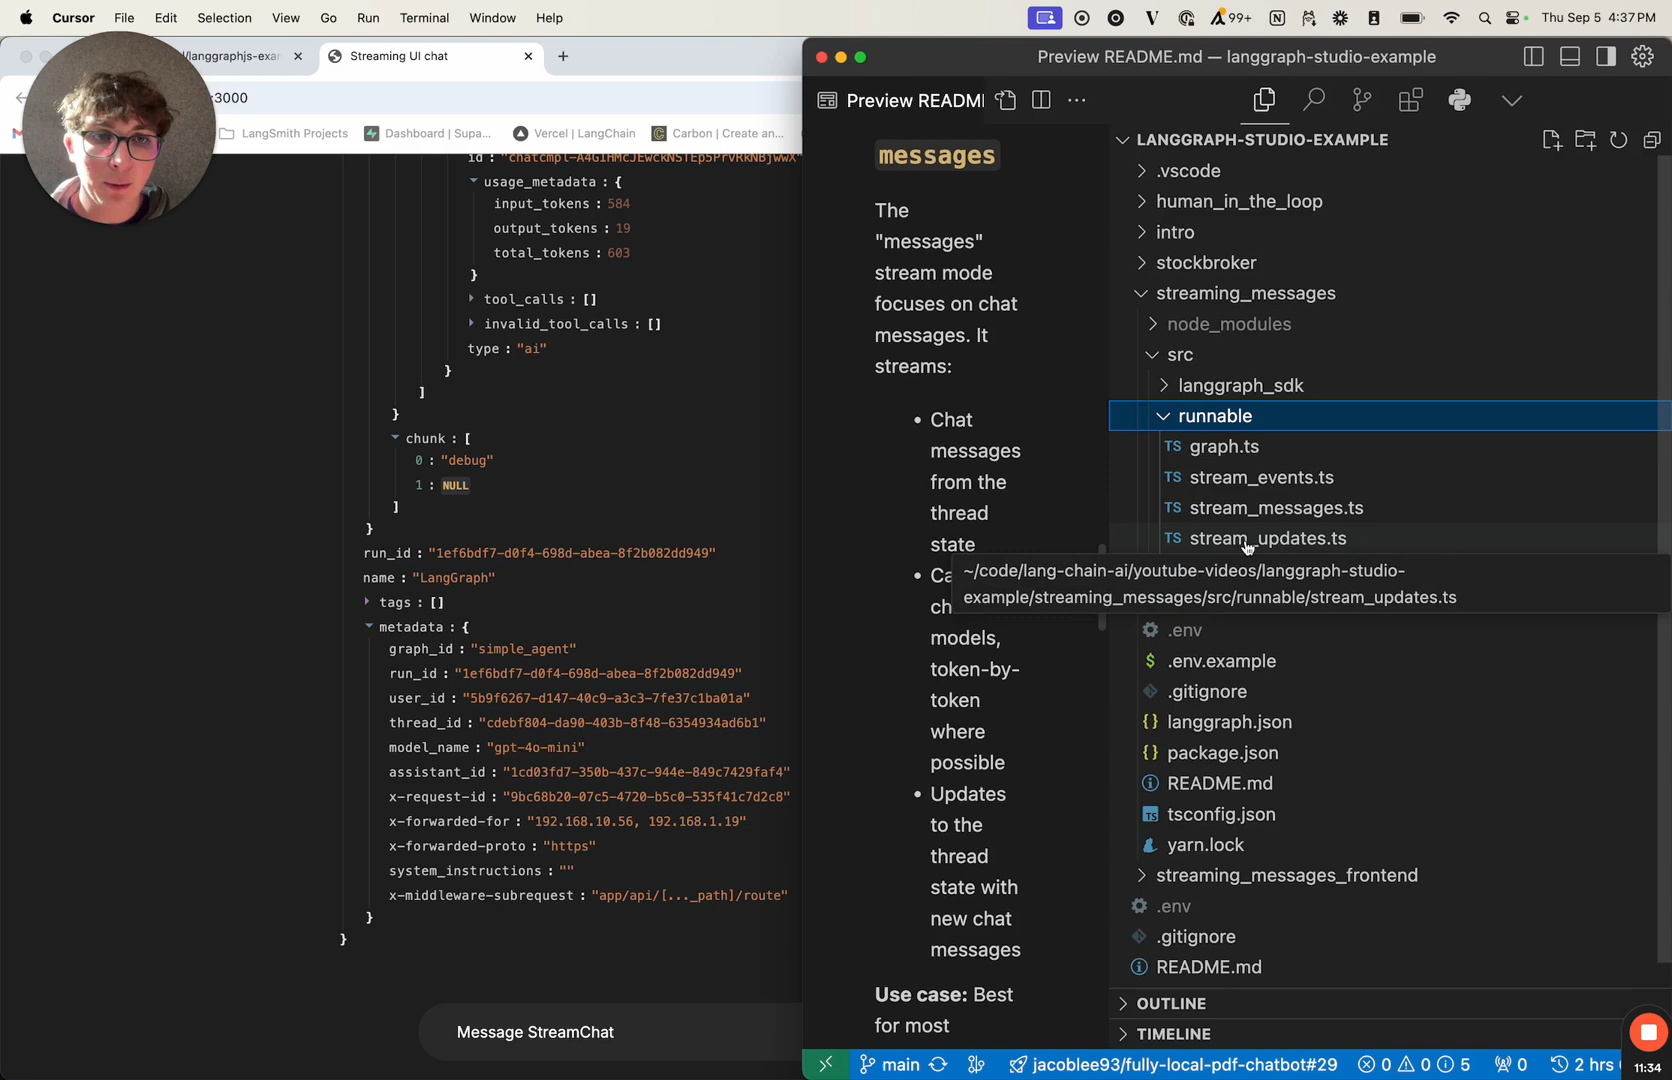 Cursor File Edit Selection View Go Run Terminal Window Help
99+ Thu Sep 5 4:37PM
/langgraphjs-exa
Streaming UI chat
Preview README.md — langgraph-studio-example
:3000
LangSmith Projects Dashboard | Supa... Vercel | LangChain Carbon | Create an...
usage_metadata : {
input_tokens : 584
output_tokens : 19
total_tokens : 603
}
tool_calls : []
invalid_tool_calls : []
type : "ai"
}
]
}
chunk : [
0 : "debug"
1 : NULL
]
}
run_id : "1ef6bdf7-d0f4-698d-abea-8f2b082dd949"
name : "LangGraph"
tags : []
metadata : {
graph_id : "simple_agent"
run_id : "1ef6bdf7-d0f4-698d-abea-8f2b082dd949"
user_id : "5b9f6267-d147-40c9-a3c3-7fe37c1ba01a"
thread_id : "cdebf804-da90-403b-8f48-6354934ad6b1"
model_name : "gpt-4o-mini"
assistant_id : "1cd03fd7-350b-437c-944e-849c7429faf4"
x-request-id : "9bc68b20-07c5-4720-b5c0-535f41c7d2c8"
x-forwarded-for : "192.168.10.56, 192.168.1.19"
x-forwarded-proto : "https"
system_instructions : ""
x-middleware-subrequest : "app/api/[..._path]/route"
}
}
Message StreamChat
Preview READMI
messages
The
"messages"
stream mode
focuses on chat
messages. It
streams:
• Chat
messages
from the
thread
state
• Ca
ch
models,
token-by-
token
where
possible
• Updates
to the
thread
state with
new chat
messages
Use case: Best
for most
LANGGRAPH-STUDIO-EXAMPLE
.vscode
human_in_the_loop
intro
stockbroker
streaming_messages
node_modules
src
langgraph_sdk
runnable
TS graph.ts
TS stream_events.ts
TS stream_messages.ts
TS stream_updates.ts
~/code/lang-chain-ai/youtube-videos/langgraph-studio-
example/streaming_messages/src/runnable/stream_updates.ts
.env
$ .env.example
.gitignore
{} langgraph.json
{} package.json
README.md
TS tsconfig.json
yarn.lock
streaming_messages_frontend
.env
.gitignore
README.md
OUTLINE
TIMELINE
main jacoblee93/fully-local-pdf-chatbot#29 0 0 5 0 2 hrs
11:34